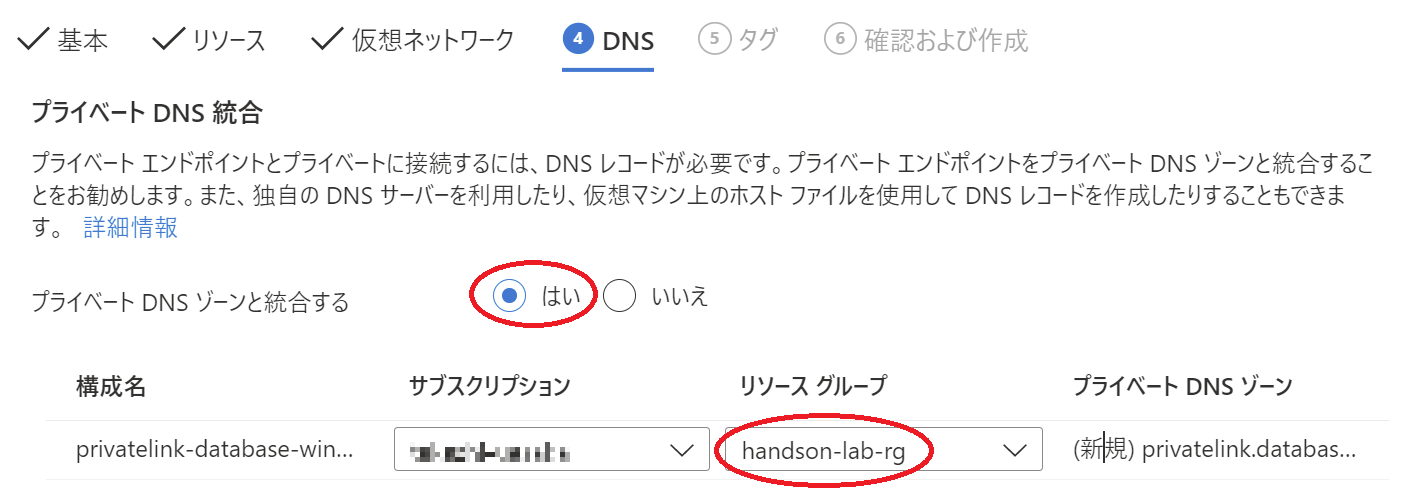 基本 リソース 仮想ネットワーク 4 DNS 5 タグ 6 確認および作成
プライベート DNS 統合
プライベート エンドポイントとプライベートに接続するには、DNS レコードが必要です。プライベート エンドポイントをプライベート DNS ゾーンと統合するこ
とをお勧めします。また、独自の DNS サーバーを利用したり、仮想マシン上のホスト ファイルを使用して DNS レコードを作成したりすることもできま
す。 詳細情報
プライベート DNS ゾーンと統合する はい いいえ
構成名 サブスクリプション リソース グループ プライベート DNS ゾーン
privatelink-database-win... handson-lab-rg (新規) privatelink.databas...